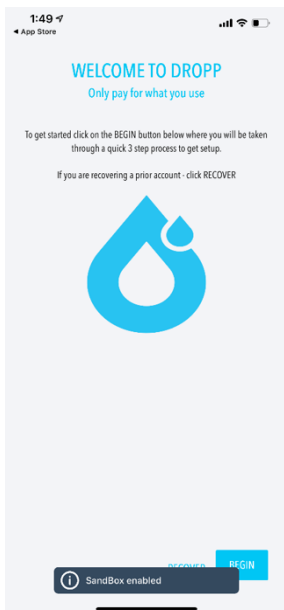 1:49
◀ App Store
WELCOME TO DROPP
Only pay for what you use
To get started click on the BEGIN button below where you will be taken
through a quick 3 step process to get setup.
If you are recovering a prior account - click RECOVER
RECOVER BEGIN
SandBox enabled